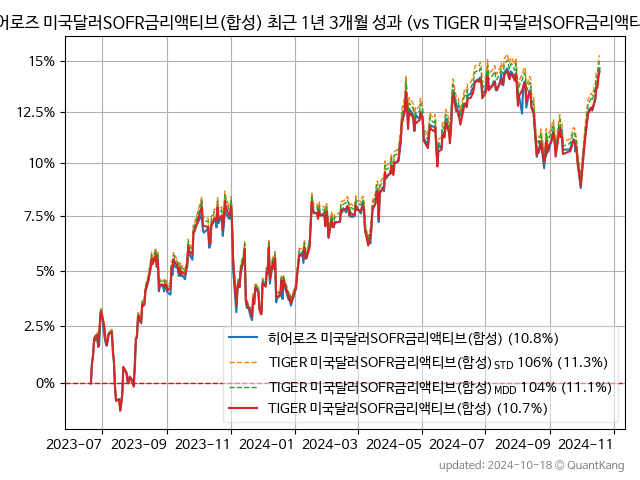 어로즈 미국달러SOFR금리액티브(합성) 최근 1년 3개월 성과 (vs TIGER 미국달러SOFR금리액티
15%
12.5%
10%
7.5%
5%
2.5%
0%
히어로즈 미국달러SOFR금리액티브(합성) (10.8%)
TIGER 미국달러SOFR금리액티브(합성) STD 106% (11.3%)
TIGER 미국달러SOFR금리액티브(합성) MDD 104% (11.1%)
TIGER 미국달러SOFR금리액티브(합성) (10.7%)
2023-07 2023-09 2023-11 2024-01 2024-03 2024-05 2024-07 2024-09 2024-11
updated: 2024-10-18 © QuantKang